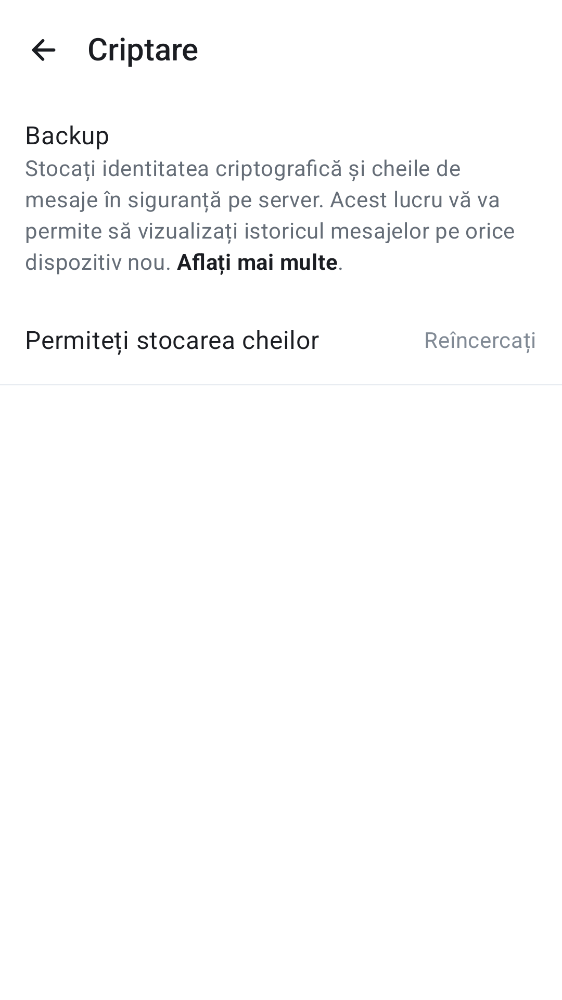 Criptare
Backup
Stocați identitatea criptografică și cheile de
mesaje în siguranță pe server. Acest lucru vă va
permite să vizualizați istoricul mesajelor pe orice
dispozitiv nou. Aflați mai multe.
Permiteți stocarea cheilor Reîncercați